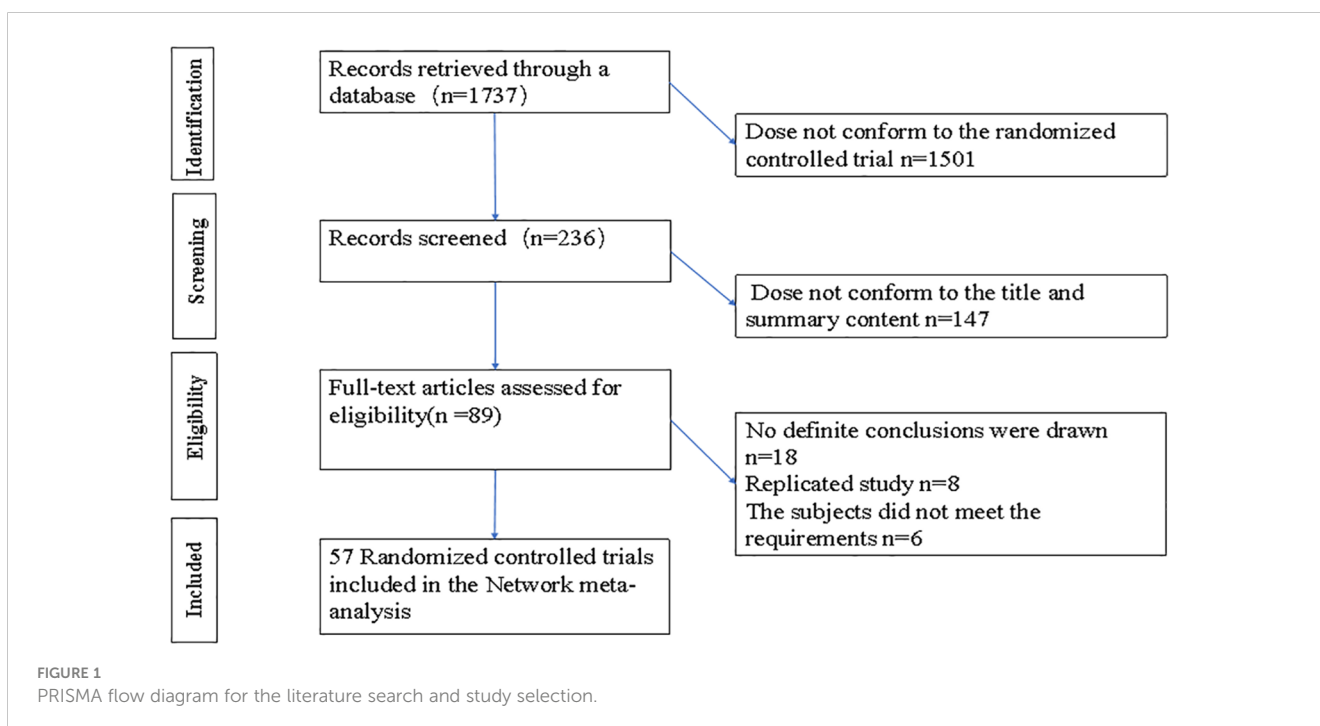 Identification
Records retrieved through a
database （n=1737）
Dose not conform to the randomized
controlled trial n=1501
Screening
Records screened （n=236）
Dose not conform to the title and
summary content n=147
Eligibility
Full-text articles assessed for
eligibility(n =89)
No definite conclusions were drawn
n=18
Replicated study n=8
The subjects did not meet the
requirements n=6
Included
57 Randomized controlled trials
included in the Network meta-
analysis
FIGURE 1
PRISMA flow diagram for the literature search and study selection.